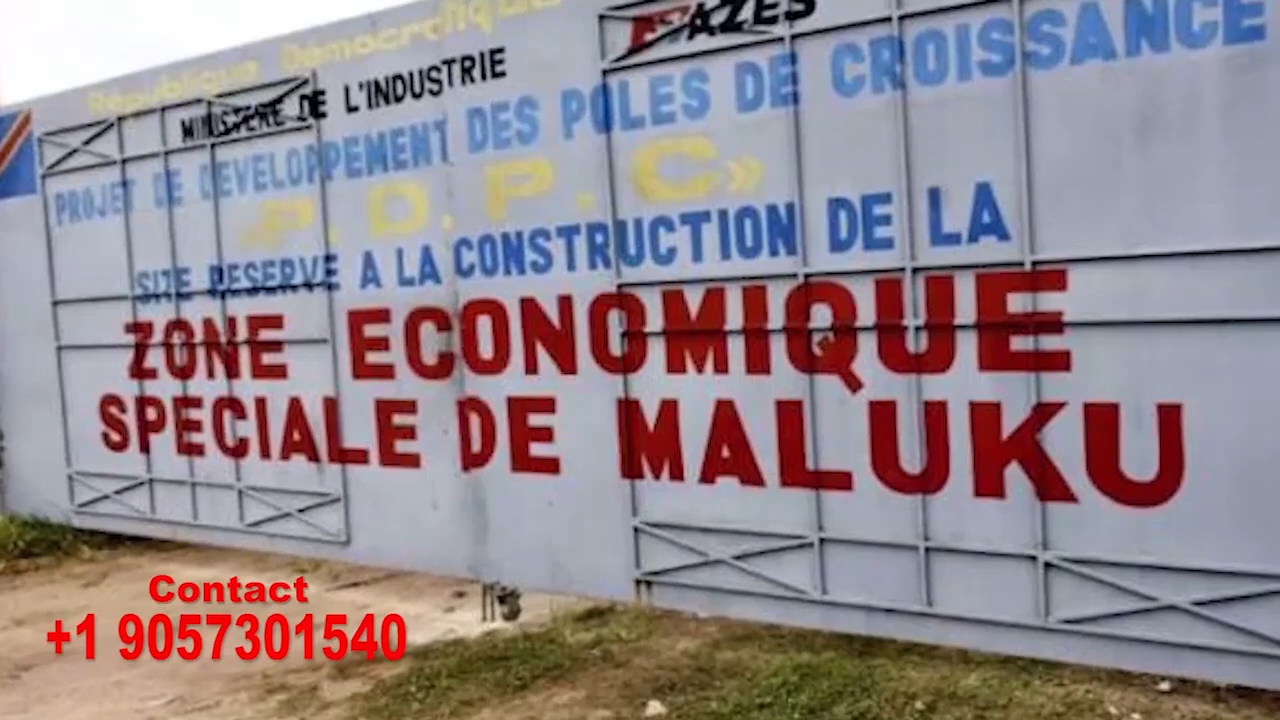 République Démocratique
AZES
MINISTERE DE L'INDUSTRIE
PROJET DE DEVELOPPEMENT DES POLES DE CROISSANCE
P.D.P.C»
SITE RESERVE A LA CONSTRUCTION DE LA
ZONE ECONOMIQUE
SPECIALE DE MALUKU
Contact
+1 9057301540